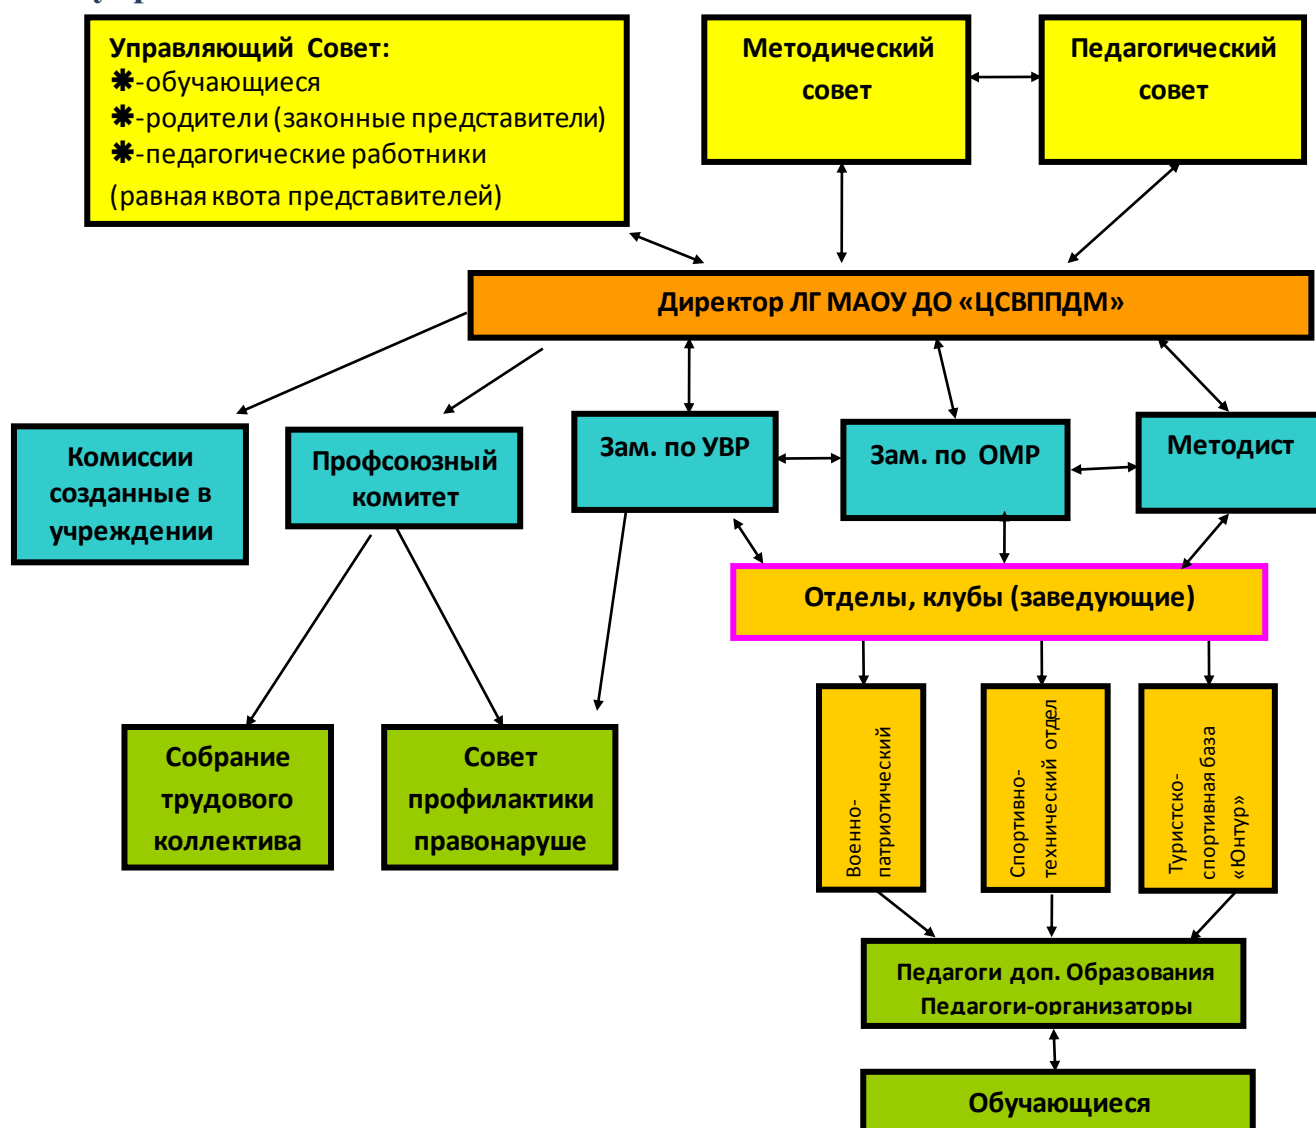 Управляющий Совет:
✱-обучающиеся
✱-родители (законные представители)
✱-педагогические работники
(равная квота представителей)
Методический
совет
Педагогический
совет
Директор ЛГ МАОУ ДО «ЦСВППДМ»
Комиссии
созданные в
учреждении
Профсоюзный
комитет
Зам. по УВР
Зам. по ОМР
Методист
Отделы, клубы (заведующие)
Собрание
трудового
коллектива
Совет
профилактики
правонаруше
Военно-
патриотический
Спортивно-
технический отдел
Туристско-
спортивная база
«Юнтур»
Педагоги доп. Образования
Педагоги-организаторы
Обучающиеся